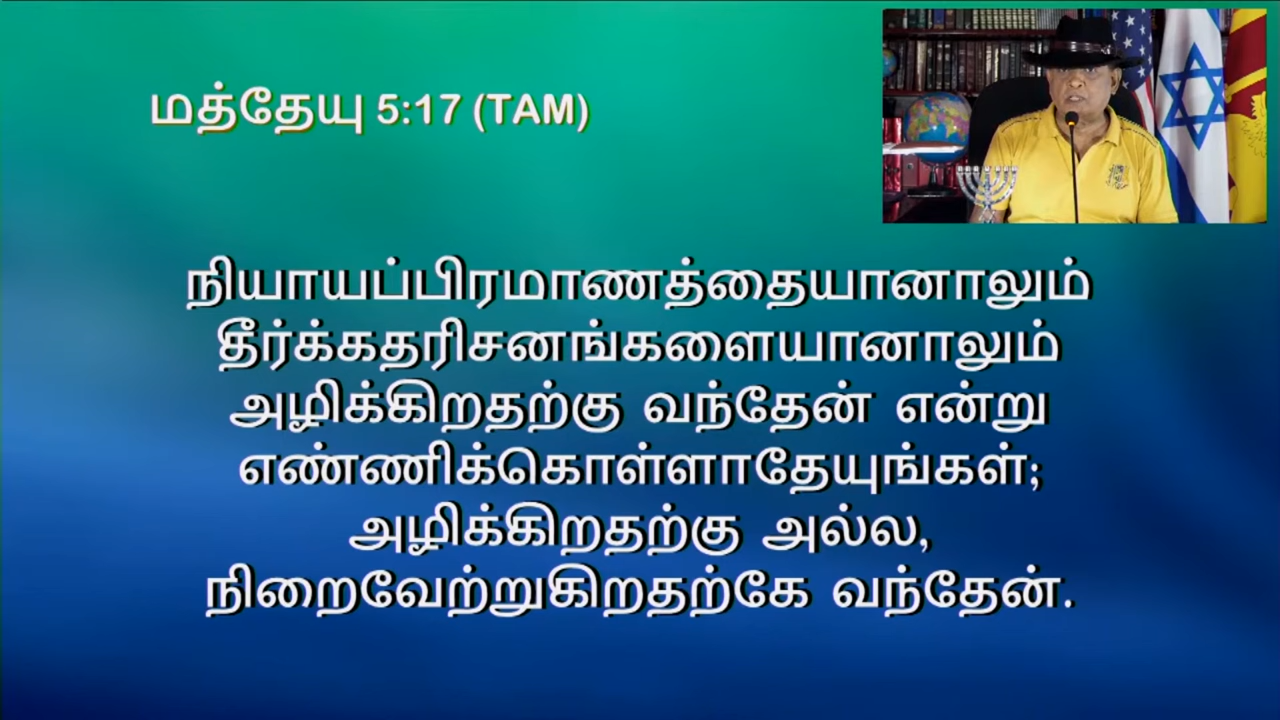 மத்தேயு 5:17 (TAM)
நியாயப்பிரமாணத்தையானாலும்
தீர்க்கதரிசனங்களையானாலும்
அழிக்கிறதற்கு வந்தேன் என்று
எண்ணிக்கொள்ளாதேயுங்கள்;
அழிக்கிறதற்கு அல்ல,
நிறைவேற்றுகிறதற்கே வந்தேன்.